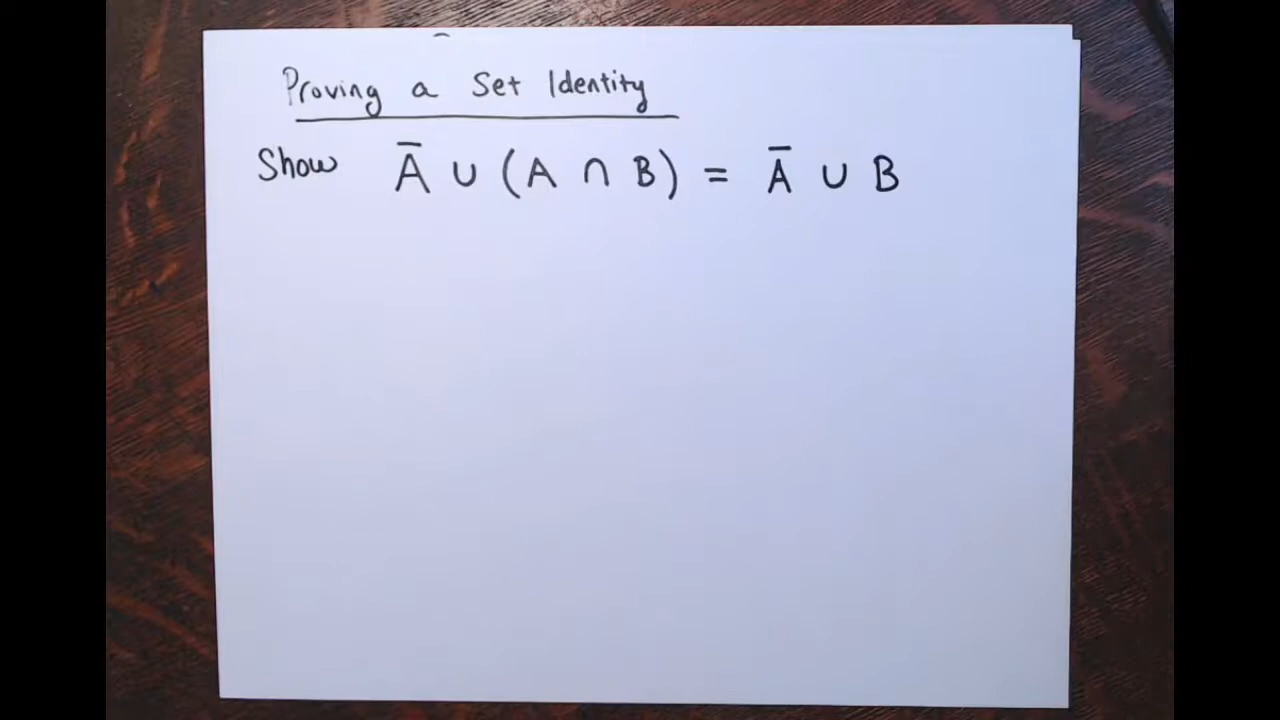 Proving a Set Identity
Show Ā ∪ (A ∩ B) = Ā ∪ B